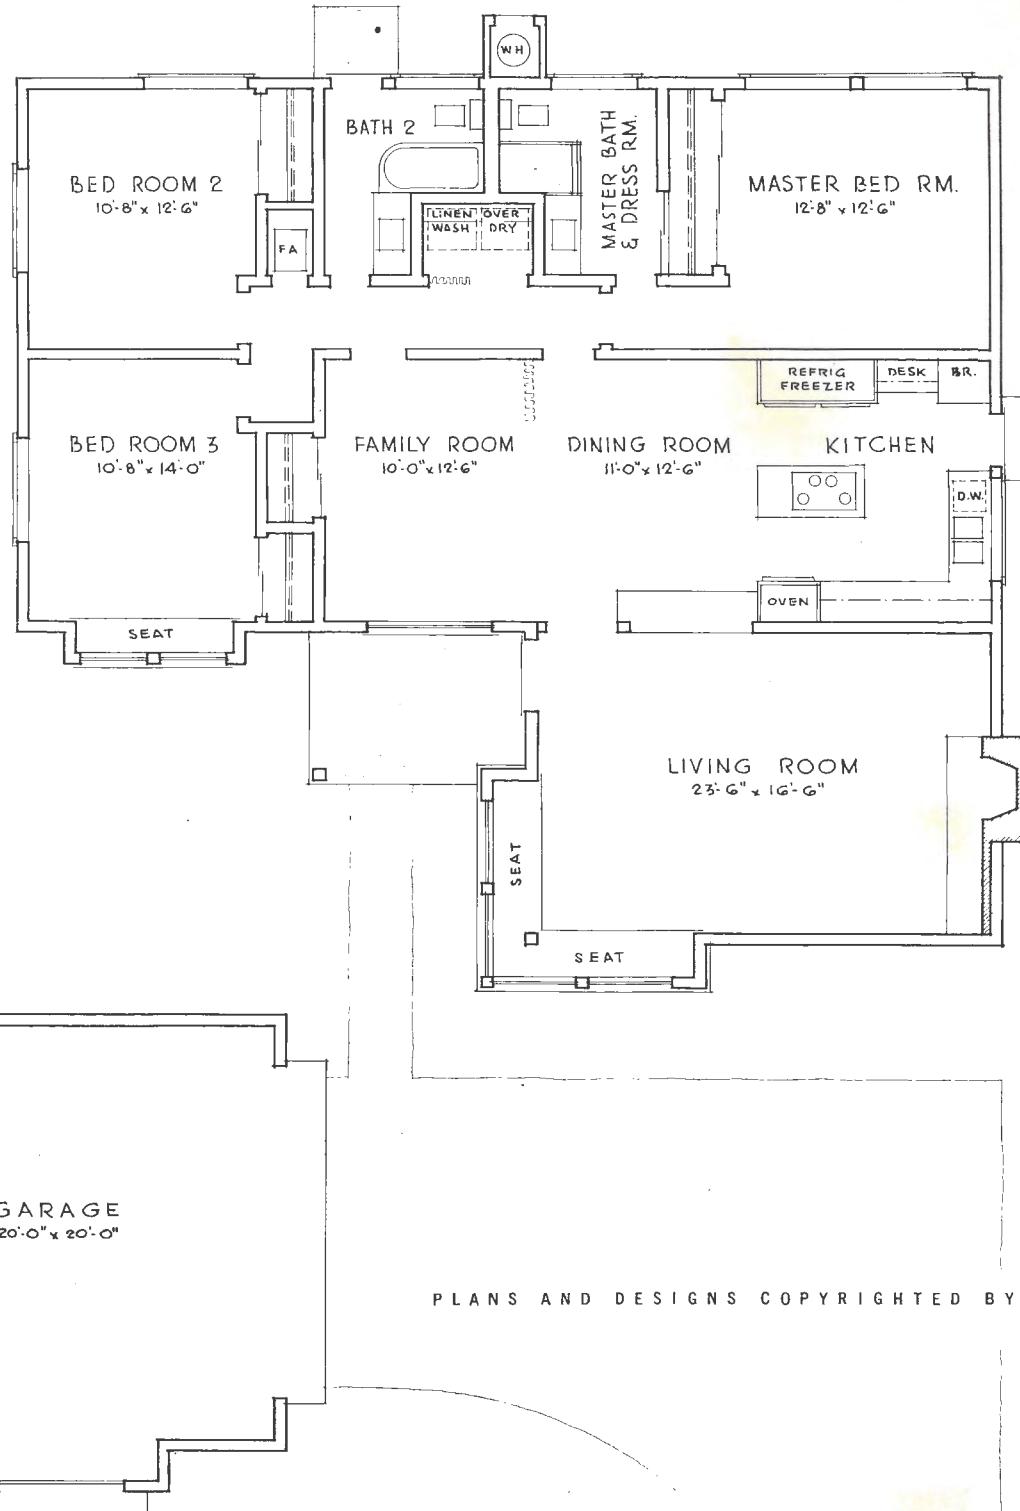 WH
BATH 2
MASTER BATH
& DRESS RM.
BED ROOM 2
10'-8" x 12'-6"
MASTER BED RM.
12'-8" x 12'-6"
LINEN OVER
WASH DRY
FA
REFRIG
FREEZER
DESK
BR.
BED ROOM 3
10'-8" x 14'-0"
FAMILY ROOM
10'-0" x 12'-6"
DINING ROOM
11'-0" x 12'-6"
KITCHEN
D.W.
OVEN
SEAT
LIVING ROOM
23'-6" x 16'-6"
SEAT
SEAT
GARAGE
20'-0" x 20'-0"
PLANS AND DESIGNS COPYRIGHTED BY